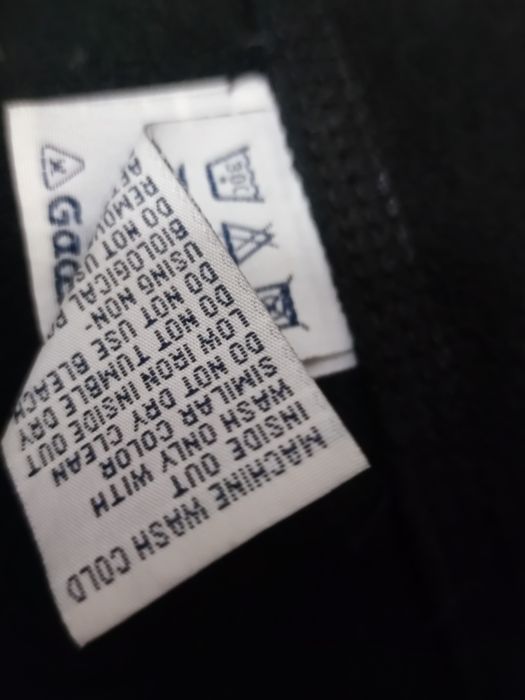 MACHINE WASH COLD
INSIDE OUT
WASH ONLY WITH
SIMILAR COLOR
DO NOT DRY CLEAN
LOW IRON INSIDE OUT
DO NOT TUMBLE DRY
DO NOT USE BLEACH
USING NON-
BIOLOGICAL
DO NOT